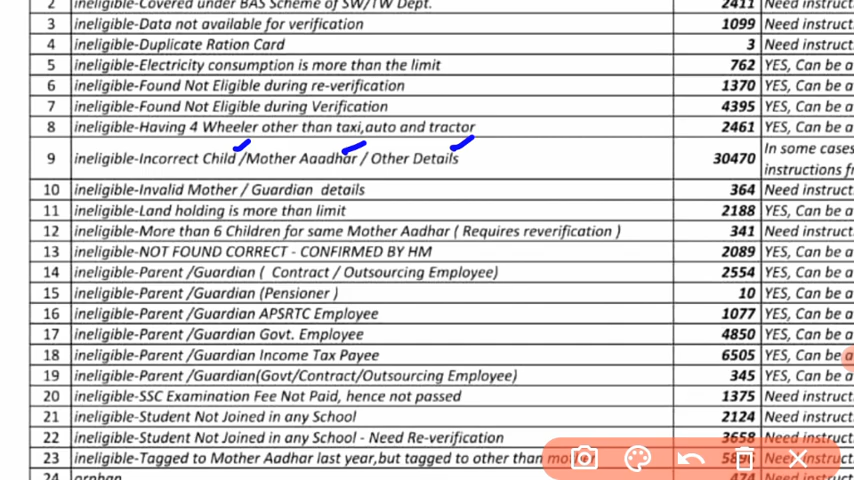 2 ineligible-Covered under BAS Scheme of SW/TW Dept. 2411 Need instruct
3 ineligible-Data not available for verification 1099 Need instruct
4 ineligible-Duplicate Ration Card 3 Need instruct
5 ineligible-Electricity consumption is more than the limit 762 YES, Can be a
6 ineligible-Found Not Eligible during re-verification 1370 YES, Can be a
7 ineligible-Found Not Eligible during Verification 4395 YES, Can be a
8 ineligible-Having 4 Wheeler other than taxi,auto and tractor 2461 YES, Can be a
9 ineligible-Incorrect Child /Mother Aaadhar / Other Details 30470 In some cases
instructions fr
10 ineligible-Invalid Mother / Guardian details 364 Need instruct
11 ineligible-Land holding is more than limit 2188 YES, Can be a
12 ineligible-More than 6 Children for same Mother Aadhar ( Requires reverification ) 341 Need instruct
13 ineligible-NOT FOUND CORRECT - CONFIRMED BY HM 2089 YES, Can be a
14 ineligible-Parent /Guardian ( Contract / Outsourcing Employee) 2554 YES, Can be a
15 ineligible-Parent /Guardian (Pensioner ) 10 YES, Can be a
16 ineligible-Parent /Guardian APSRTC Employee 1077 YES, Can be a
17 ineligible-Parent /Guardian Govt. Employee 4850 YES, Can be a
18 ineligible-Parent /Guardian Income Tax Payee 6505 YES, Can be a
19 ineligible-Parent /Guardian(Govt/Contract/Outsourcing Employee) 345 YES, Can be a
20 ineligible-SSC Examination Fee Not Paid, hence not passed 1375 Need instruct
21 ineligible-Student Not Joined in any School 2124 Need instruct
22 ineligible-Student Not Joined in any School - Need Re-verification 3658 Need instruct
23 ineligible-Tagged to Mother Aadhar last year,but tagged to other than mother 5896 Need instruct
24 orphan 474 Need instruct